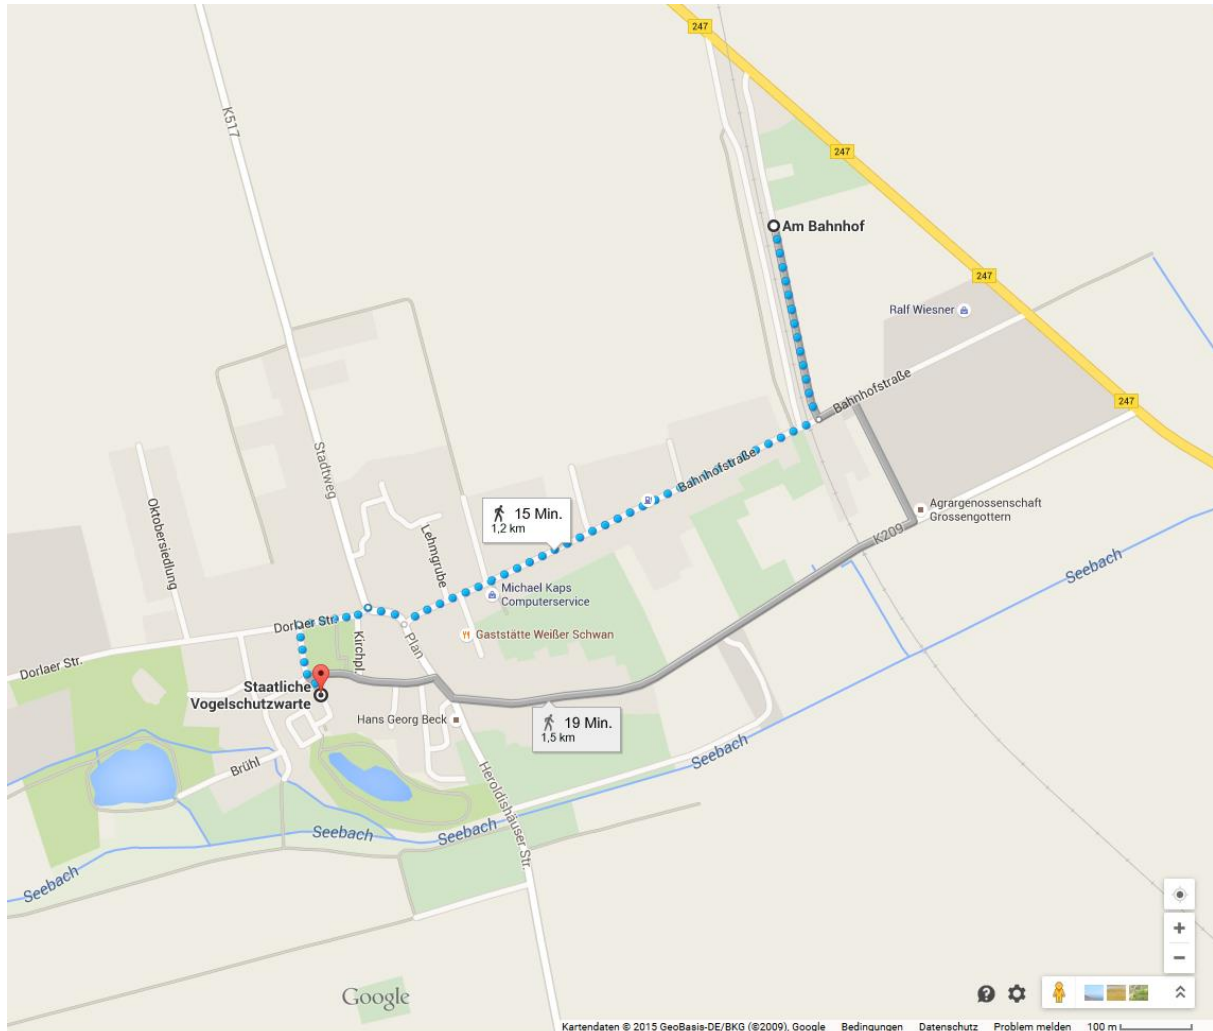 247
K517
247
Am Bahnhof
247
Ralf Wiesner
Bahnhofstraße
247
Stadtweg
Bahnhofstraße
Oktobersiedlung
15 Min.
1,2 km
Agrargenossenschaft
Grossengottern
Lehmgrube
K209
Seebach
Michael Kaps
Computerservice
Dorlaer Str.
Kirchpl.
Plan
Gaststätte Weißer Schwan
Dorlaer Str.
Staatliche
Vogelschutzwarte
Hans Georg Beck
19 Min.
1,5 km
Seebach
Brühl
Heroldishäuser Str.
Seebach
Seebach
Seebach
Google
Kartendaten © 2015 GeoBasis-DE/BKG (©2009), Google Bedingungen Datenschutz Problem melden 100 m